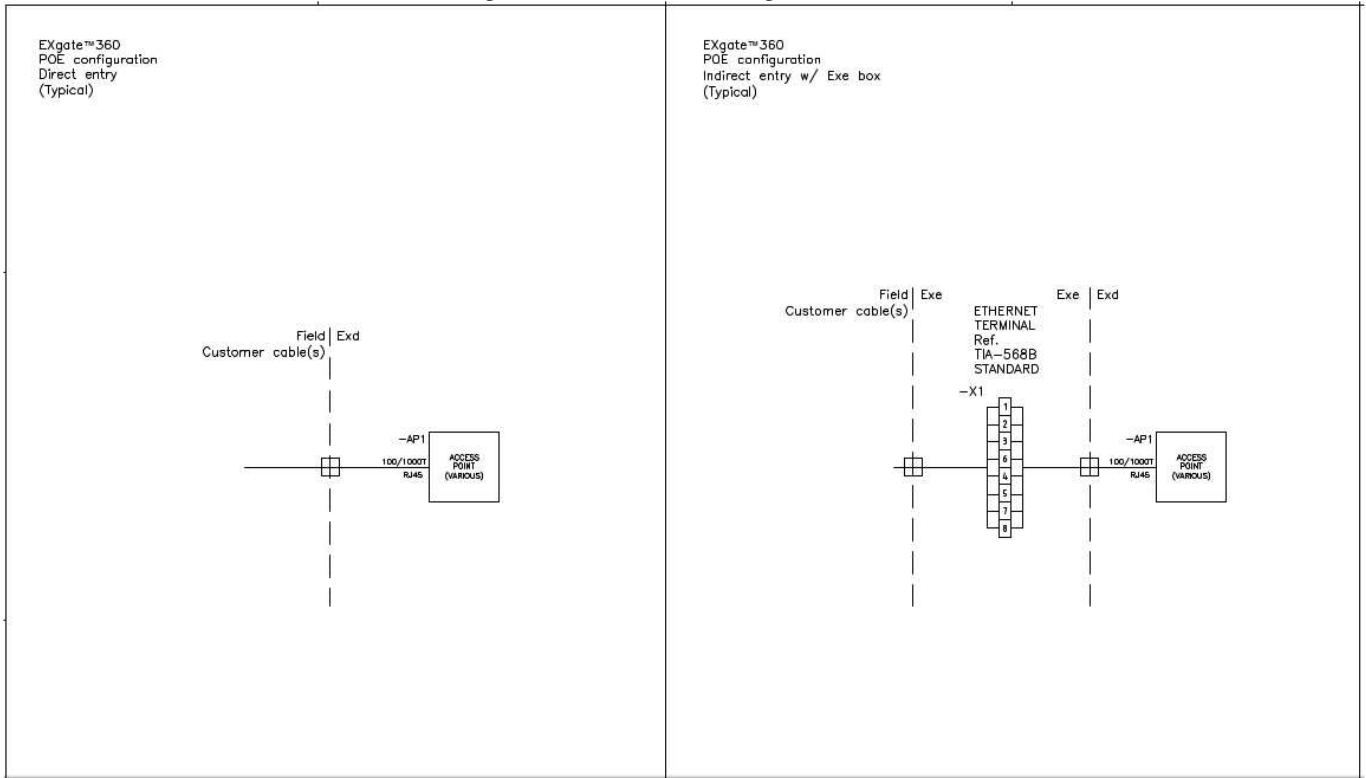 EXgate™360
POE configuration
Direct entry
(Typical)
Field Exd
Customer cable(s)
-AP1
100/1000T
RJ45
ACCESS
POINT
(VARIOUS)
EXgate™360
POE configuration
Indirect entry w/ Exe box
(Typical)
Field Exe
Customer cable(s)
Exe Exd
ETHERNET
TERMINAL
Ref.
TIA-568B
STANDARD
-X1
1
2
3
6
4
5
7
8
-AP1
100/1000T
RJ45
ACCESS
POINT
(VARIOUS)